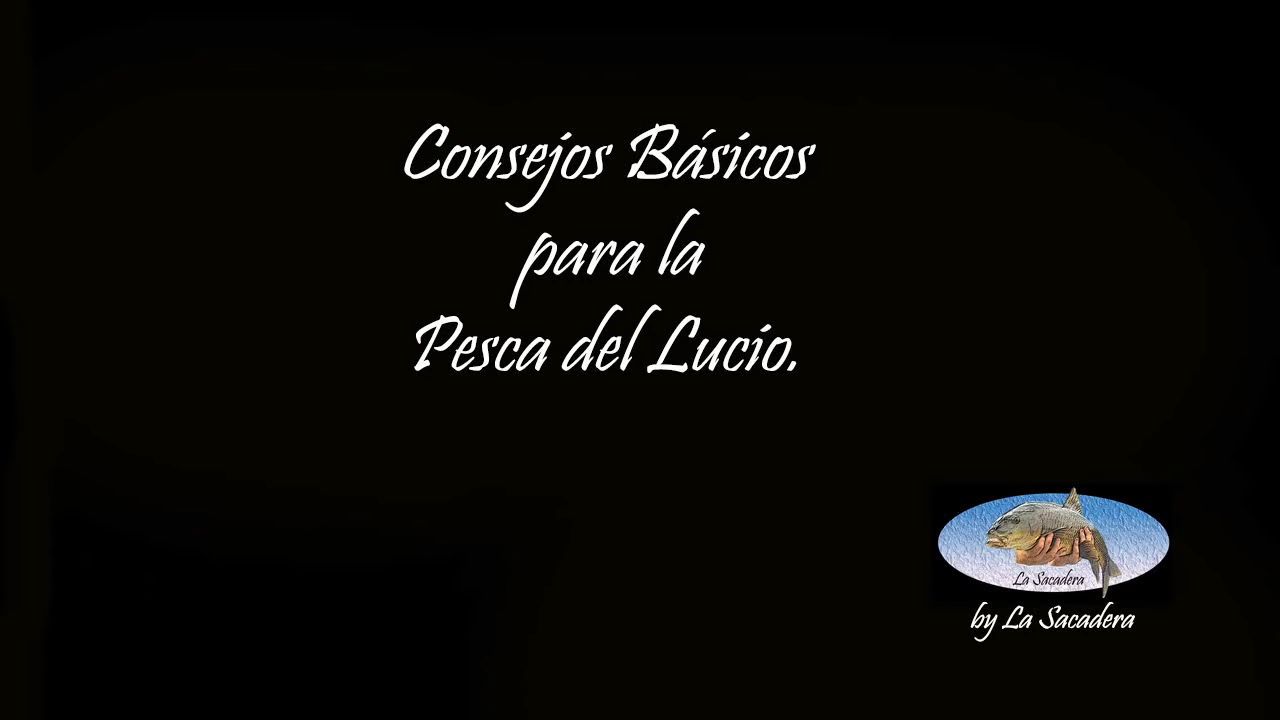 Consejos Básicos
para la
Pesca del Lucio.
La Sacadera
by La Sacadera